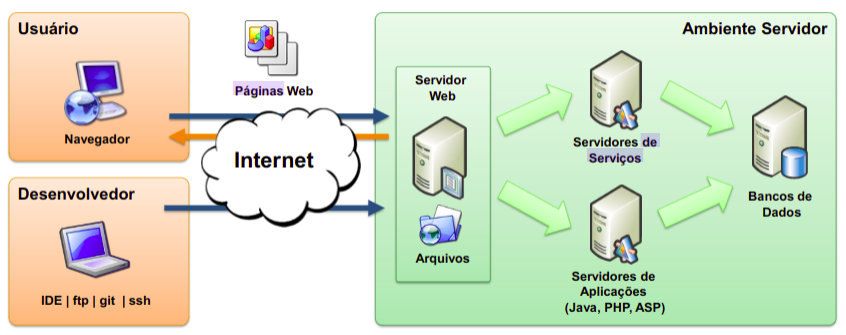 Usuário
Navegador
Desenvolvedor
IDE | ftp | git | ssh
Páginas Web
Internet
Ambiente Servidor
Servidor
Web
Arquivos
Servidores de
Serviços
Servidores de
Aplicações
(Java, PHP, ASP)
Bancos de
Dados